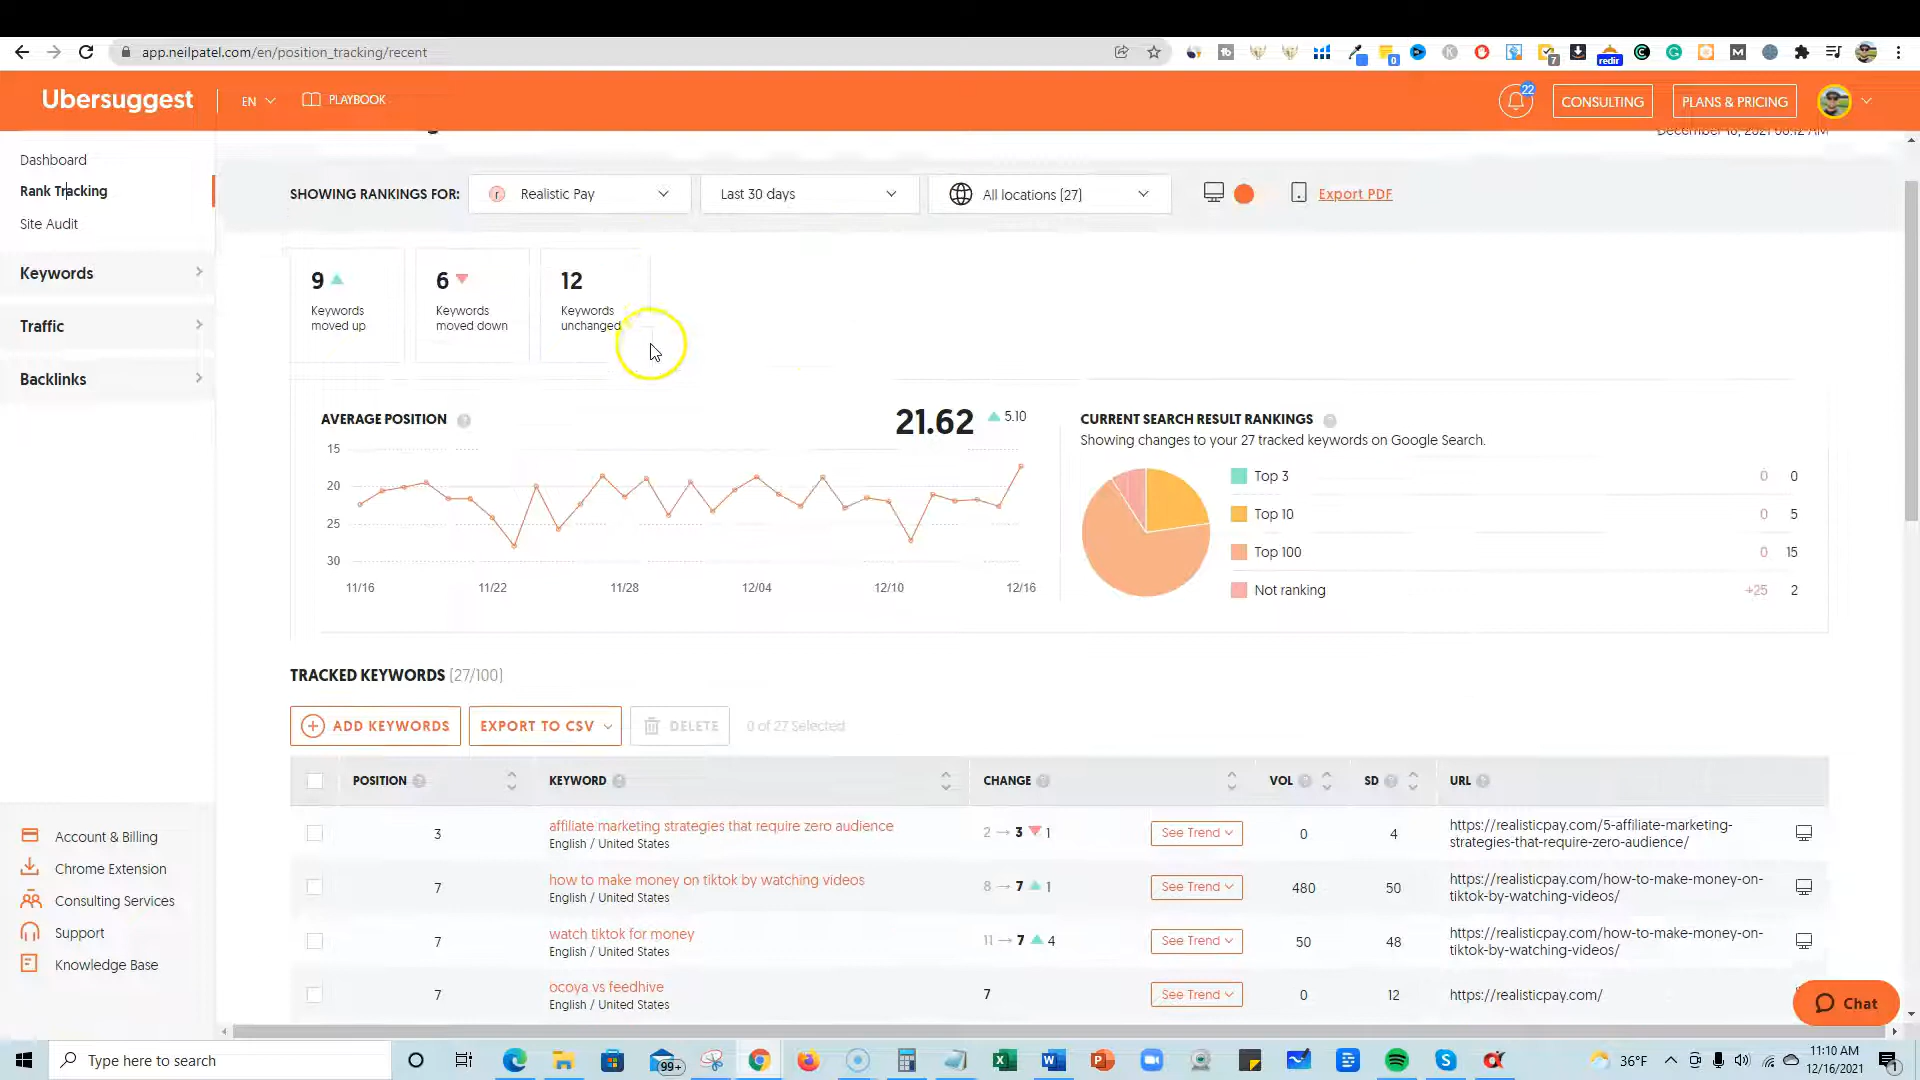 app.neilpatel.com/en/position_tracking/recent
0
7
redir
Ubersuggest
EN
PLAYBOOK
22
CONSULTING
PLANS & PRICING
December 16, 2021 06:12 AM
Dashboard
Rank Tracking
Site Audit
Keywords
Traffic
Backlinks
Account & Billing
Chrome Extension
Consulting Services
Support
Knowledge Base
SHOWING RANKINGS FOR:
r
Realistic Pay
Last 30 days
All locations (27)
Export PDF
9
Keywords
moved up
6
Keywords
moved down
12
Keywords
unchanged
AVERAGE POSITION
21.62
5.10
15
20
25
30
11/16
11/22
11/28
12/04
12/10
12/16
CURRENT SEARCH RESULT RANKINGS
Showing changes to your 27 tracked keywords on Google Search.
Top 3 0 0
Top 10 0 5
Top 100 0 15
Not ranking +25 2
TRACKED KEYWORDS (27/100)
ADD KEYWORDS
EXPORT TO CSV
DELETE
0 of 27 Selected
POSITION KEYWORD CHANGE VOL SD URL
3
affiliate marketing strategies that require zero audience
English / United States
2 → 3 1
See Trend
0
4
https://realisticpay.com/5-affiliate-marketing-
strategies-that-require-zero-audience/
7
how to make money on tiktok by watching videos
English / United States
8 → 7 1
See Trend
480
50
https://realisticpay.com/how-to-make-money-on-
tiktok-by-watching-videos/
7
watch tiktok for money
English / United States
11 → 7 4
See Trend
50
48
https://realisticpay.com/how-to-make-money-on-
tiktok-by-watching-videos/
7
ocoya vs feedhive
English / United States
7
See Trend
0
12
https://realisticpay.com/
Chat
Type here to search
99+
36°F
11:10 AM
12/16/2021
1